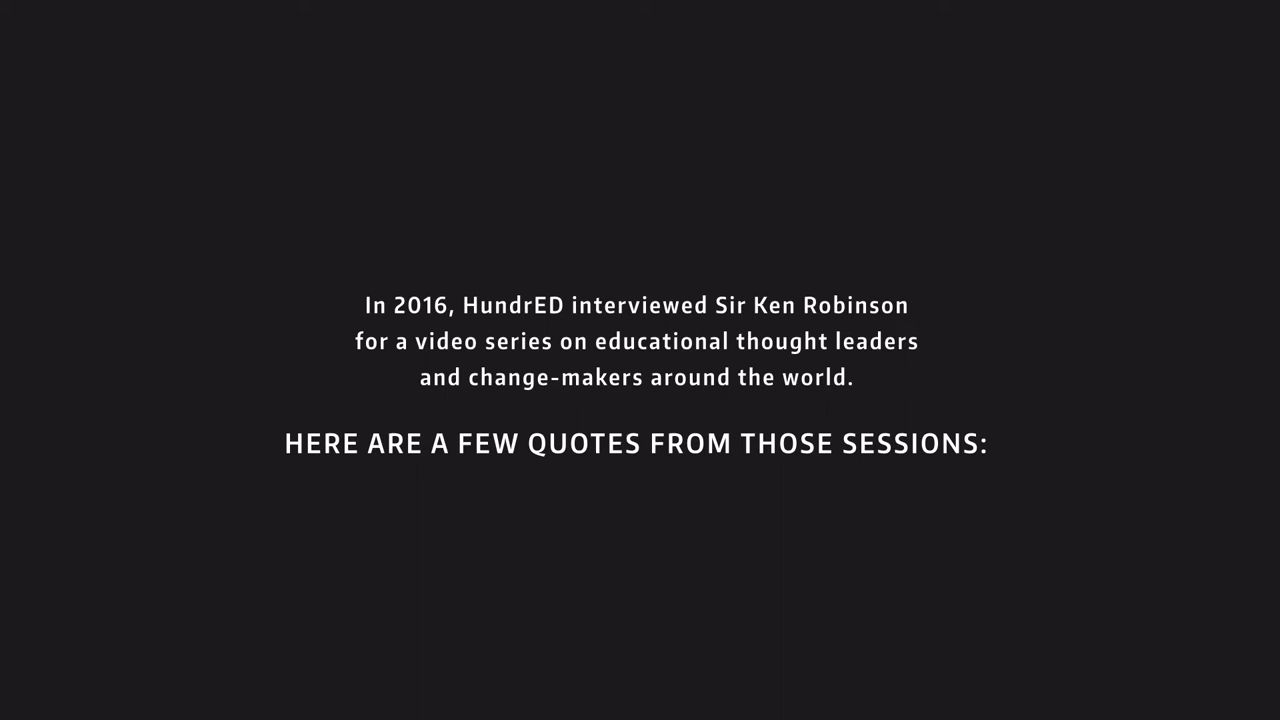 In 2016, HundrED interviewed Sir Ken Robinson
for a video series on educational thought leaders
and change-makers around the world.
HERE ARE A FEW QUOTES FROM THOSE SESSIONS: